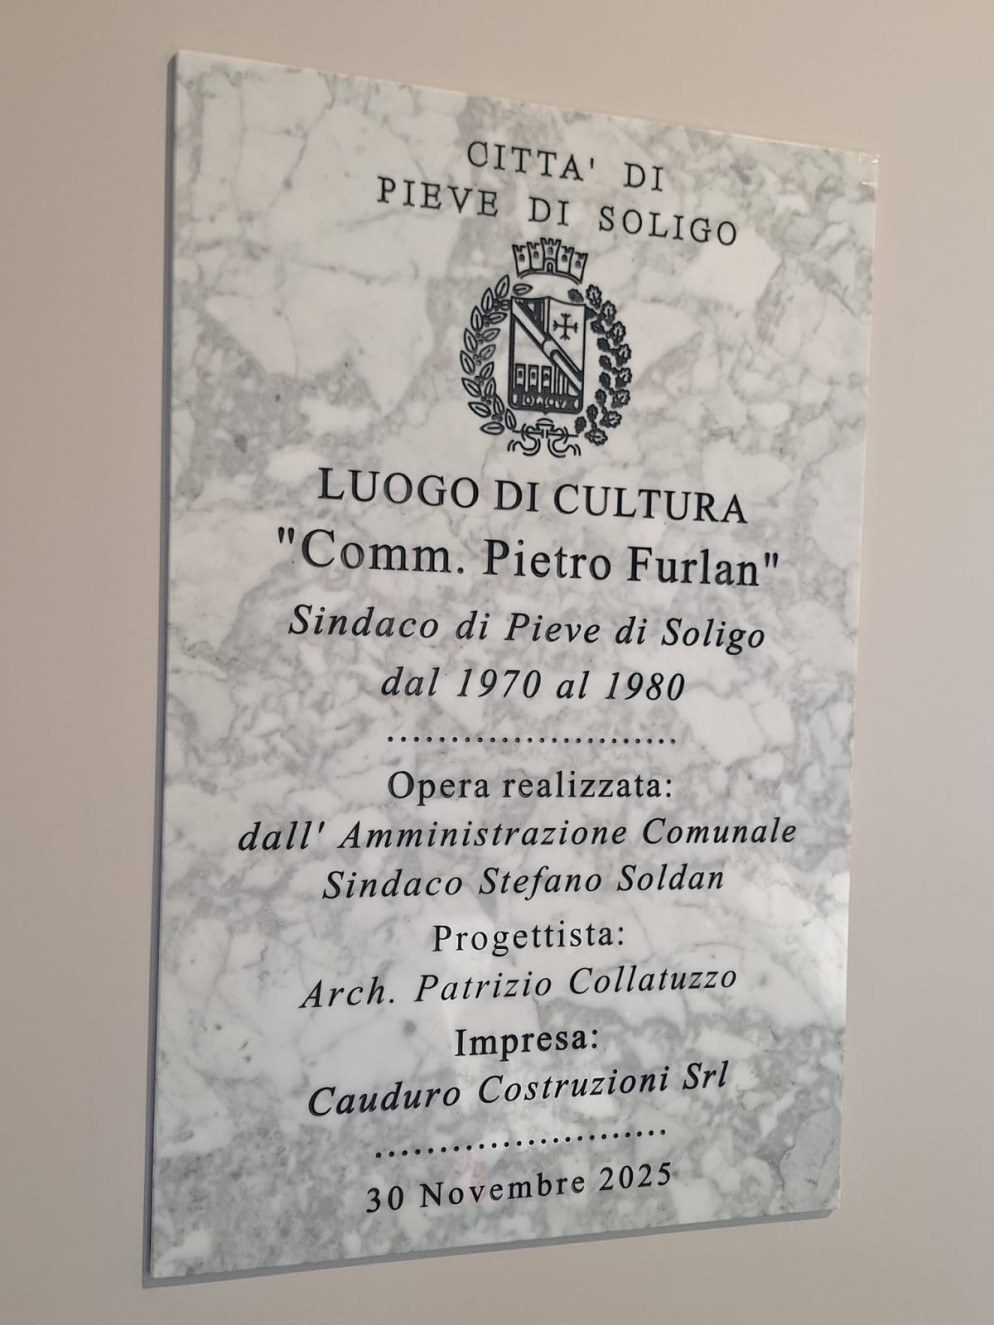 CITTA' DI
PIEVE DI SOLIGO
LUOGO DI CULTURA
"Comm. Pietro Furlan"
Sindaco di Pieve di Soligo
dal 1970 al 1980
........................
Opera realizzata:
dall' Amministrazione Comunale
Sindaco Stefano Soldan
Progettista:
Arch. Patrizio Collatuzzo
Impresa:
Cauduro Costruzioni Srl
........................
30 Novembre 2025